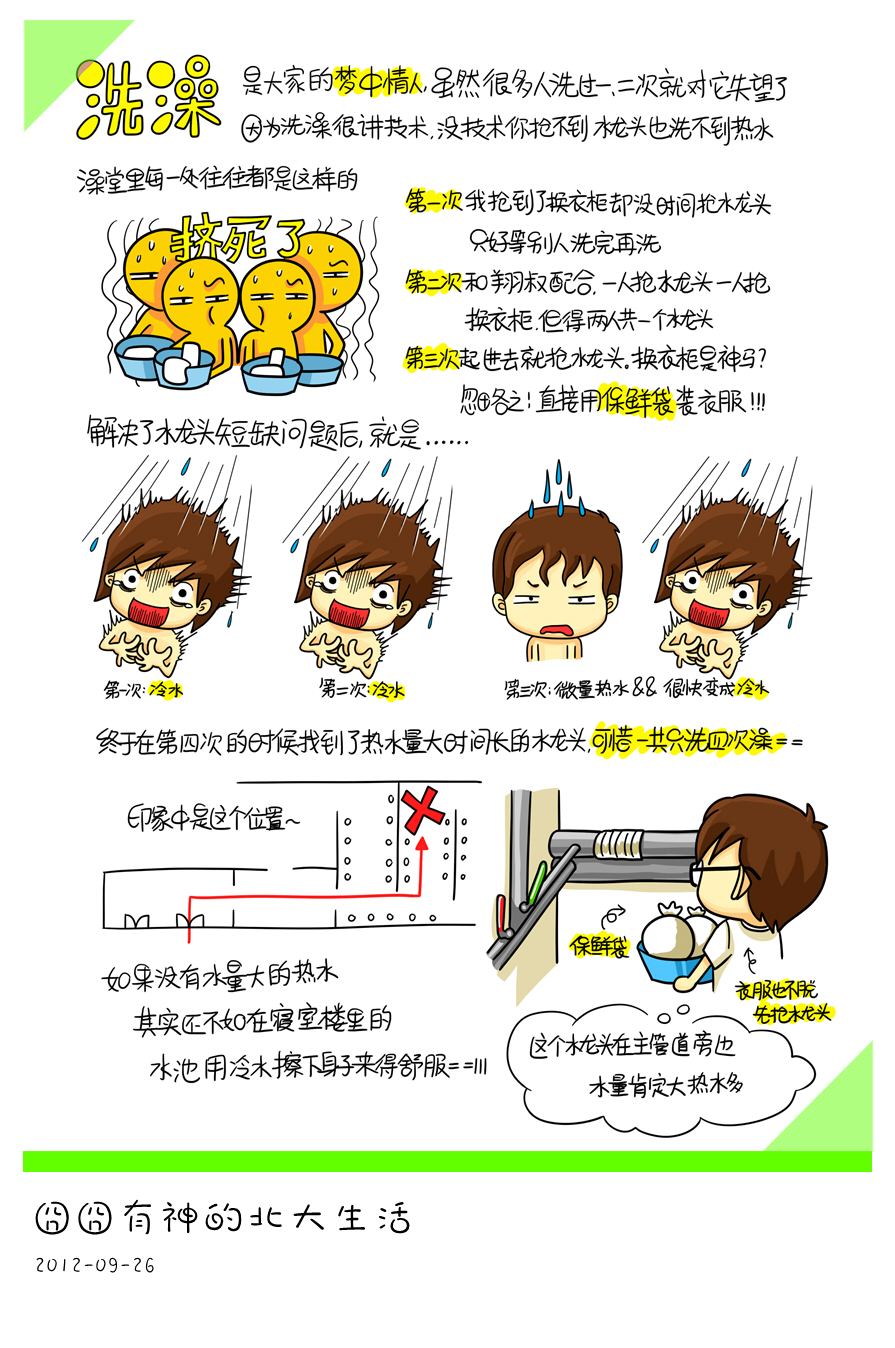 洗澡
是大家的梦中情人,虽然很多人洗过一、二次就对它失望了
因为洗澡很讲技术,没技术你抢不到水龙头也洗不到热水
澡堂里每一处往往都是这样的
挤死了
第一次我抢到了换衣柜却没时间抢水龙头
只好等别人洗完再洗
第二次和翔叔配合,一人抢水龙头一人抢
换衣柜,但得两人共一个水龙头
第三次起进去就抢水龙头。换衣柜是神马?
忽略之!直接用保鲜袋装衣服!!!
解决了水龙头短缺问题后,就是……
第一次:冷水
第二次:冷水
第三次:微量热水&&很快变成冷水
终于在第四次的时候找到了热水量大时间长的水龙头,可惜一共只洗四次澡==
印象中是这个位置~
保鲜袋
衣服也不脱
先抢水龙头
如果没有水量大的热水
其实还不如在寝室楼里的
水池用冷水擦下身子来得舒服==|||
这个水龙头在主管道旁也
水量肯定大热水多
囧囧有神的北大生活
2012-09-26